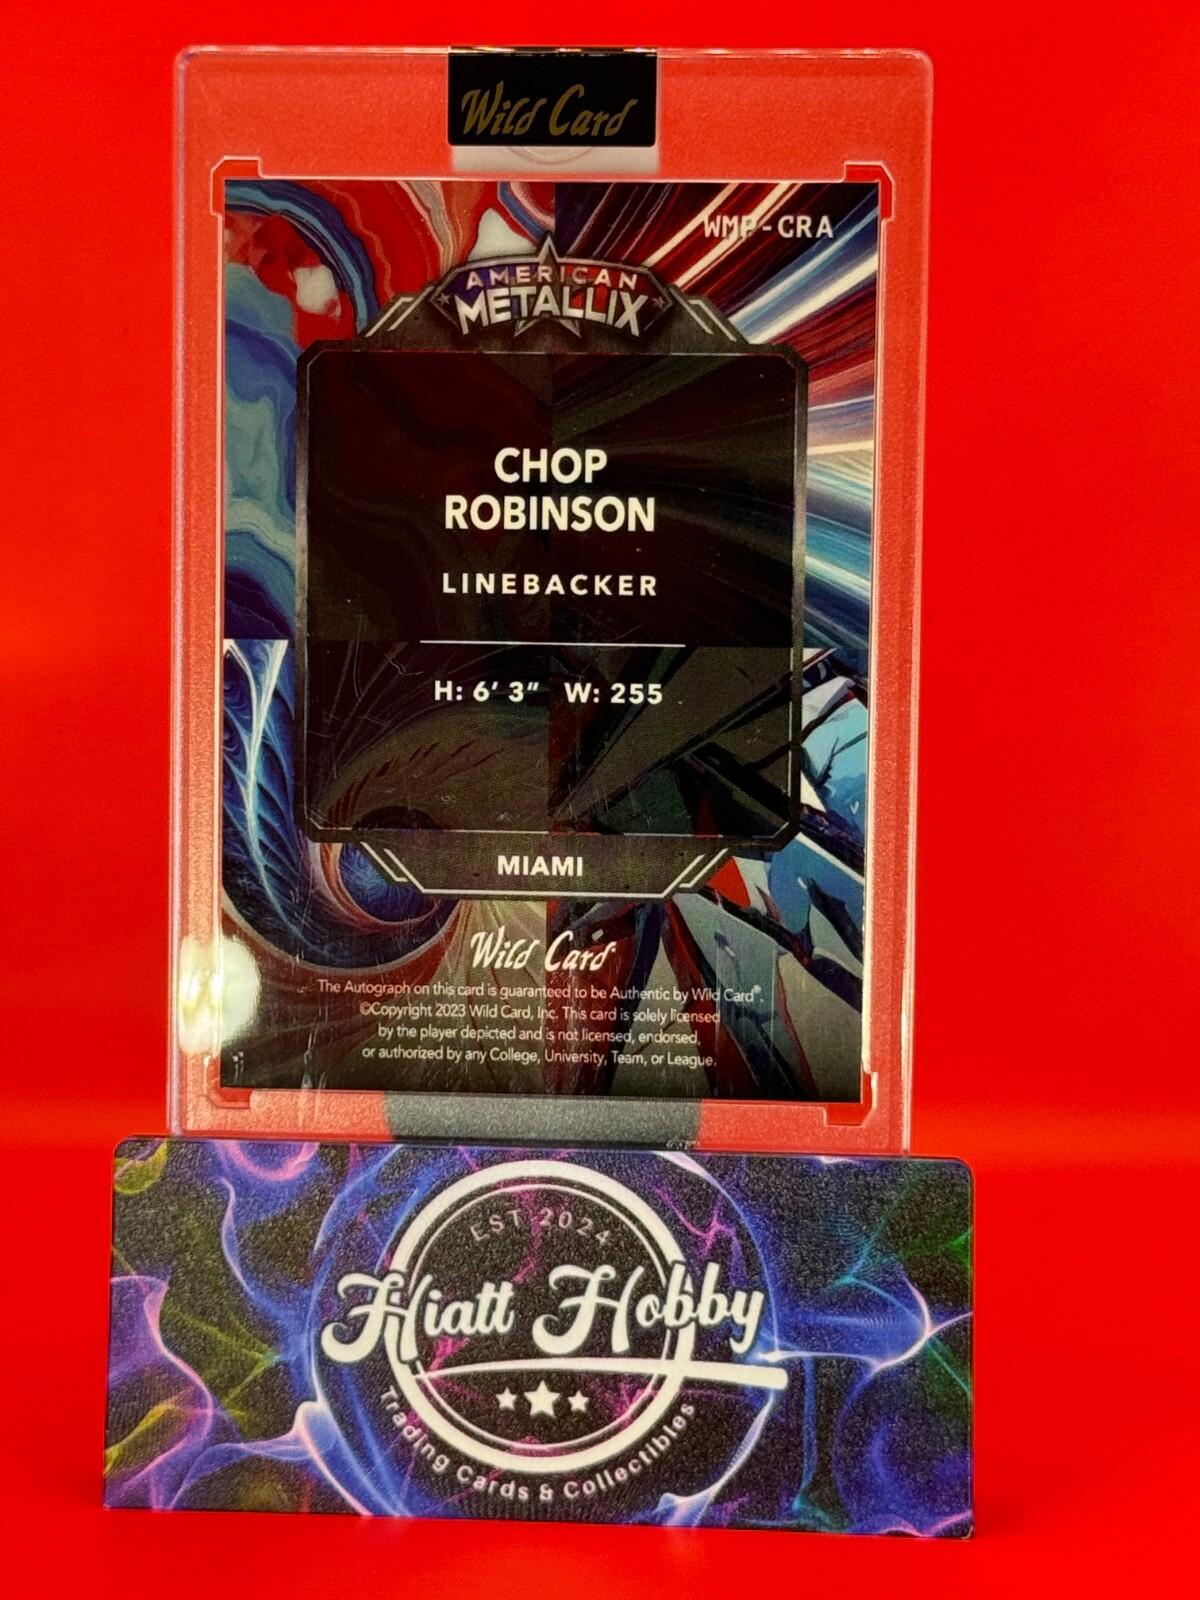 Wild Card
WMP-CRA
AMERICAN
METALLIX
CHOP
ROBINSON
LINEBACKER
H: 6' 3" W: 255
MIAMI
Wild Card
The Autograph on this card is guaranteed to be Authentic by Wild Card®.
©Copyright 2023 Wild Card, Inc. This card is solely licensed
by the player depicted and is not licensed, endorsed,
or authorized by any College, University, Team, or League.
EST 2024
Hiatt Hobby
Trading Cards & Collectibles